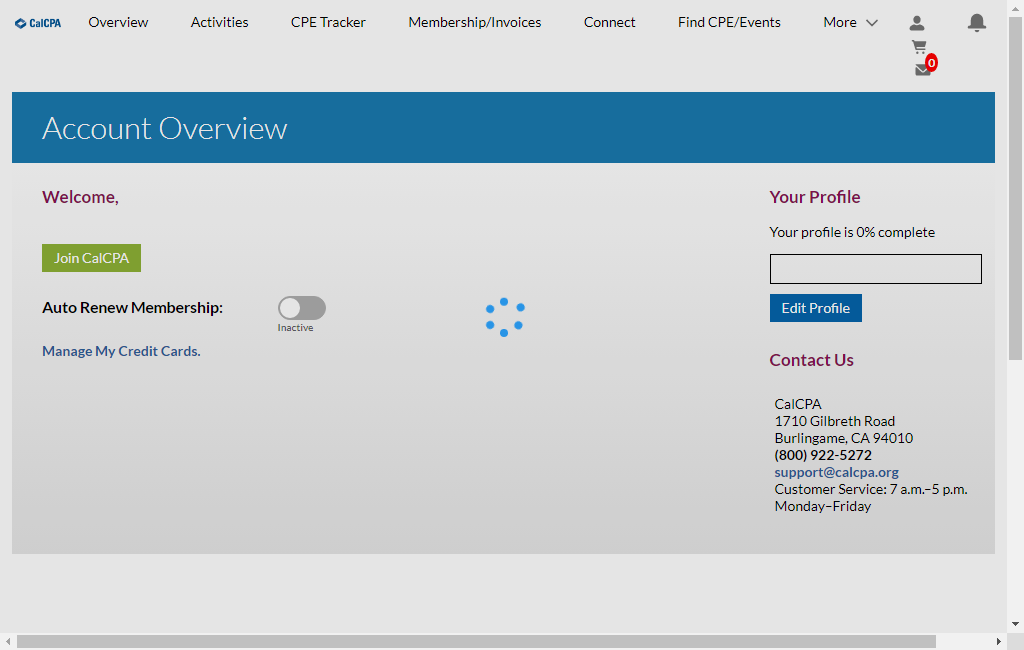 CalCPA
Overview
Activities
CPE Tracker
Membership/Invoices
Connect
Find CPE/Events
More
0
Account Overview
Welcome,
Join CalCPA
Auto Renew Membership:
Inactive
Manage My Credit Cards.
Your Profile
Your profile is 0% complete
Edit Profile
Contact Us
CalCPA
1710 Gilbreth Road
Burlingame, CA 94010
(800) 922-5272
support@calcpa.org
Customer Service: 7 a.m.–5 p.m.
Monday–Friday